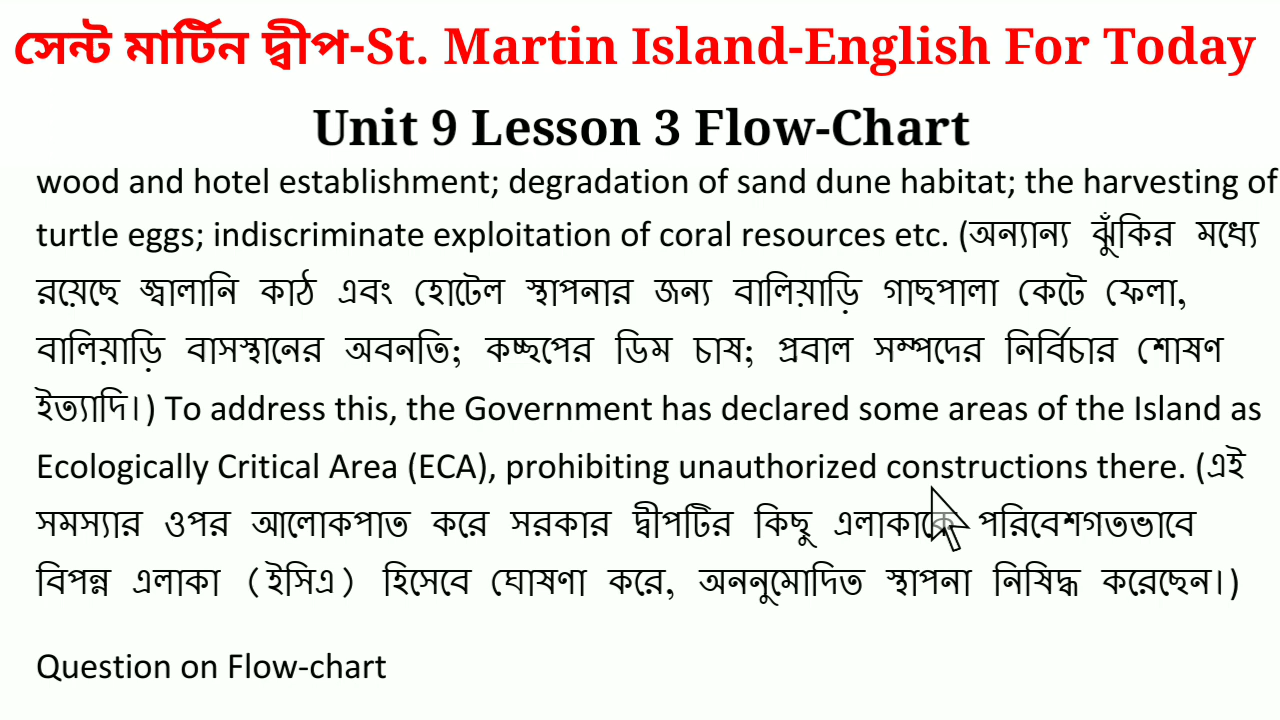 সেন্ট মার্টিন দ্বীপ-St. Martin Island-English For Today
Unit 9 Lesson 3 Flow-Chart
wood and hotel establishment; degradation of sand dune habitat; the harvesting of
turtle eggs; indiscriminate exploitation of coral resources etc. (অন্যান্য ঝুঁকির মধ্যে
রয়েছে জ্বালানি কাঠ এবং হোটেল স্থাপনার জন্য বালিয়াড়ি গাছপালা কেটে ফেলা,
বালিয়াড়ি বাসস্থানের অবনতি; কচ্ছপের ডিম চাষ; প্রবাল সম্পদের নির্বিচার শোষণ
ইত্যাদি।) To address this, the Government has declared some areas of the Island as
Ecologically Critical Area (ECA), prohibiting unauthorized constructions there. (এই
সমস্যার ওপর আলোকপাত করে সরকার দ্বীপটির কিছু এলাকাকে পরিবেশগতভাবে
বিপন্ন এলাকা (ইসিএ) হিসেবে ঘোষণা করে, অননুমোদিত স্থাপনা নিষিদ্ধ করেছেন।)
Question on Flow-chart